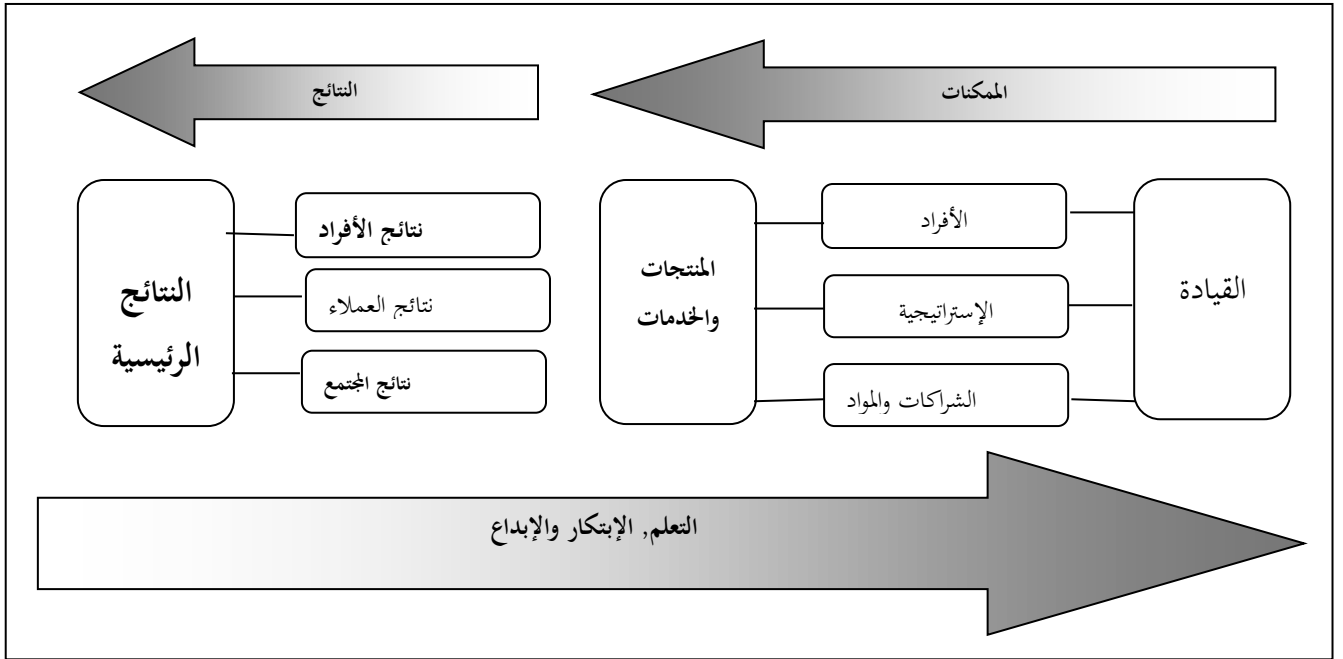 الممكنات
النتائج
القيادة
الأفراد
الإستراتيجية
الشراكات والمواد
المنتجات
والخدمات
نتائج الأفراد
نتائج العملاء
نتائج المجتمع
النتائج
الرئيسية
التعلم, الإبتكار والإبداع